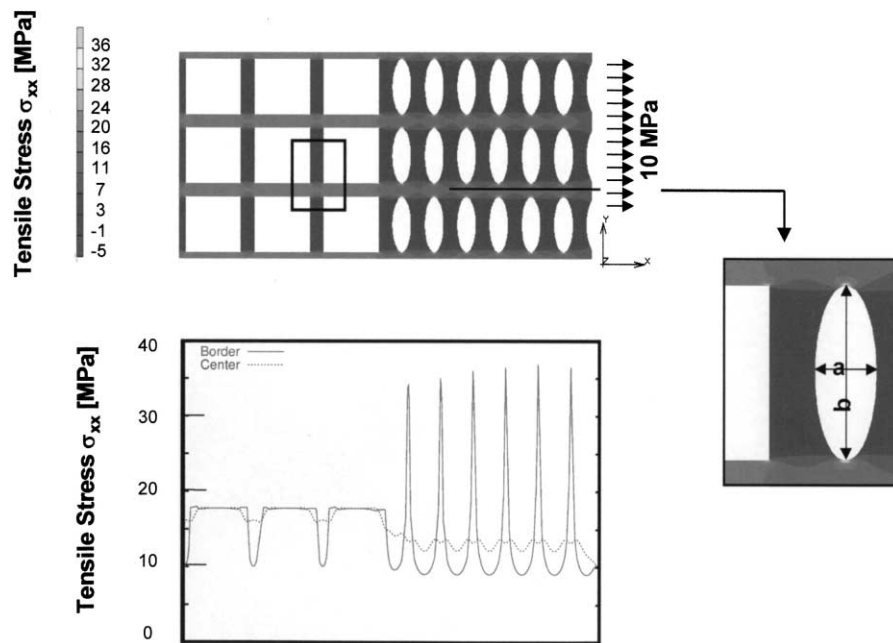 Tensile Stress σxx [MPa]
36
32
28
24
20
16
11
7
3
-1
-5
10 MPa
Y
Z
X
a
b
Tensile Stress σxx [MPa]
40
30
20
10
0
Border
Center